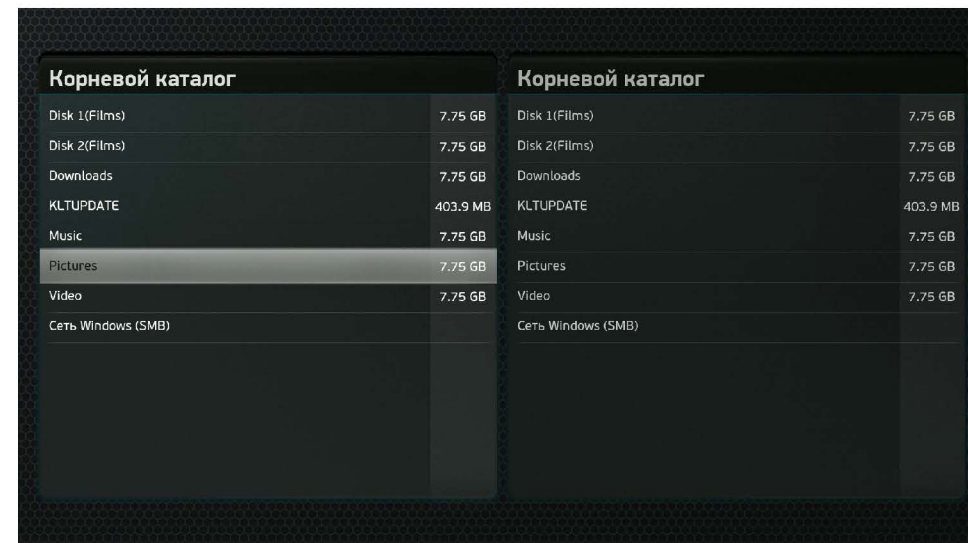 Корневой каталог
Disk 1(Films) 7.75 GB
Disk 2(Films) 7.75 GB
Downloads 7.75 GB
KLTUPDATE 403.9 MB
Music 7.75 GB
Pictures 7.75 GB
Video 7.75 GB
Сеть Windows (SMB)
Корневой каталог
Disk 1(Films) 7.75 GB
Disk 2(Films) 7.75 GB
Downloads 7.75 GB
KLTUPDATE 403.9 MB
Music 7.75 GB
Pictures 7.75 GB
Video 7.75 GB
Сеть Windows (SMB)